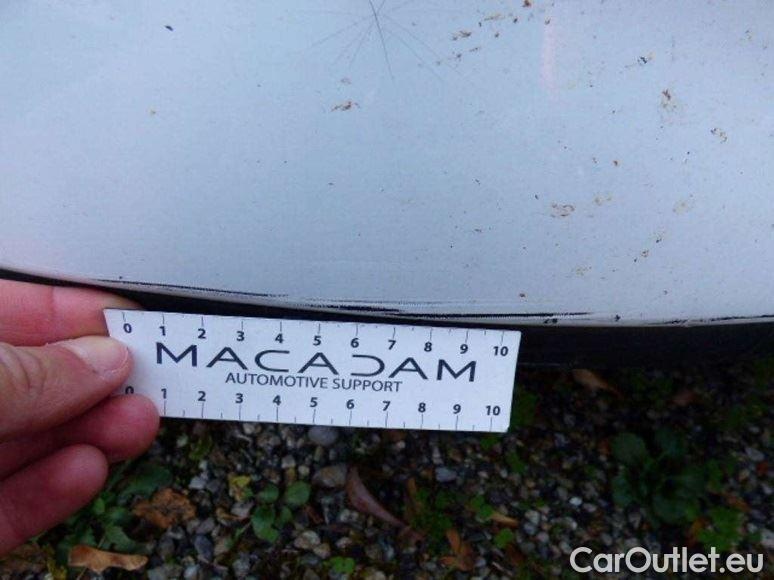 0 1 2 3 4 5 6 7 8 9 10
MACADAM
AUTOMOTIVE SUPPORT
0 1 2 3 4 5 6 7 8 9 10
CarOutlet.eu